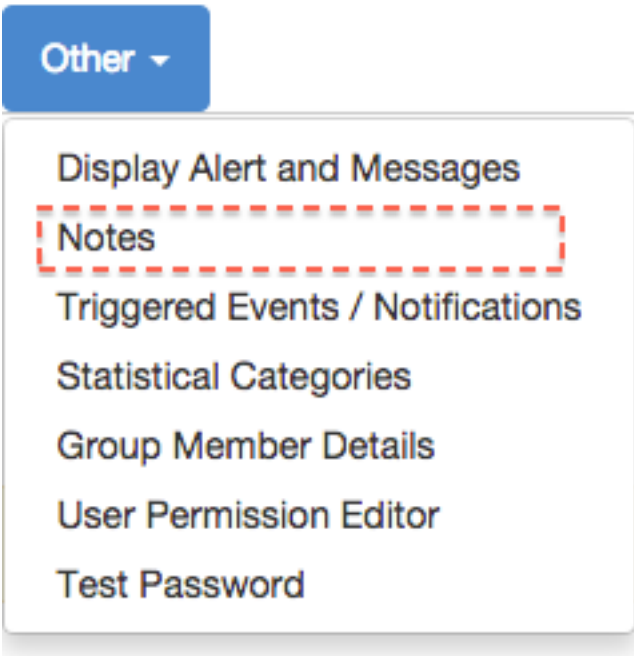 Other
Display Alert and Messages
Notes
Triggered Events / Notifications
Statistical Categories
Group Member Details
User Permission Editor
Test Password